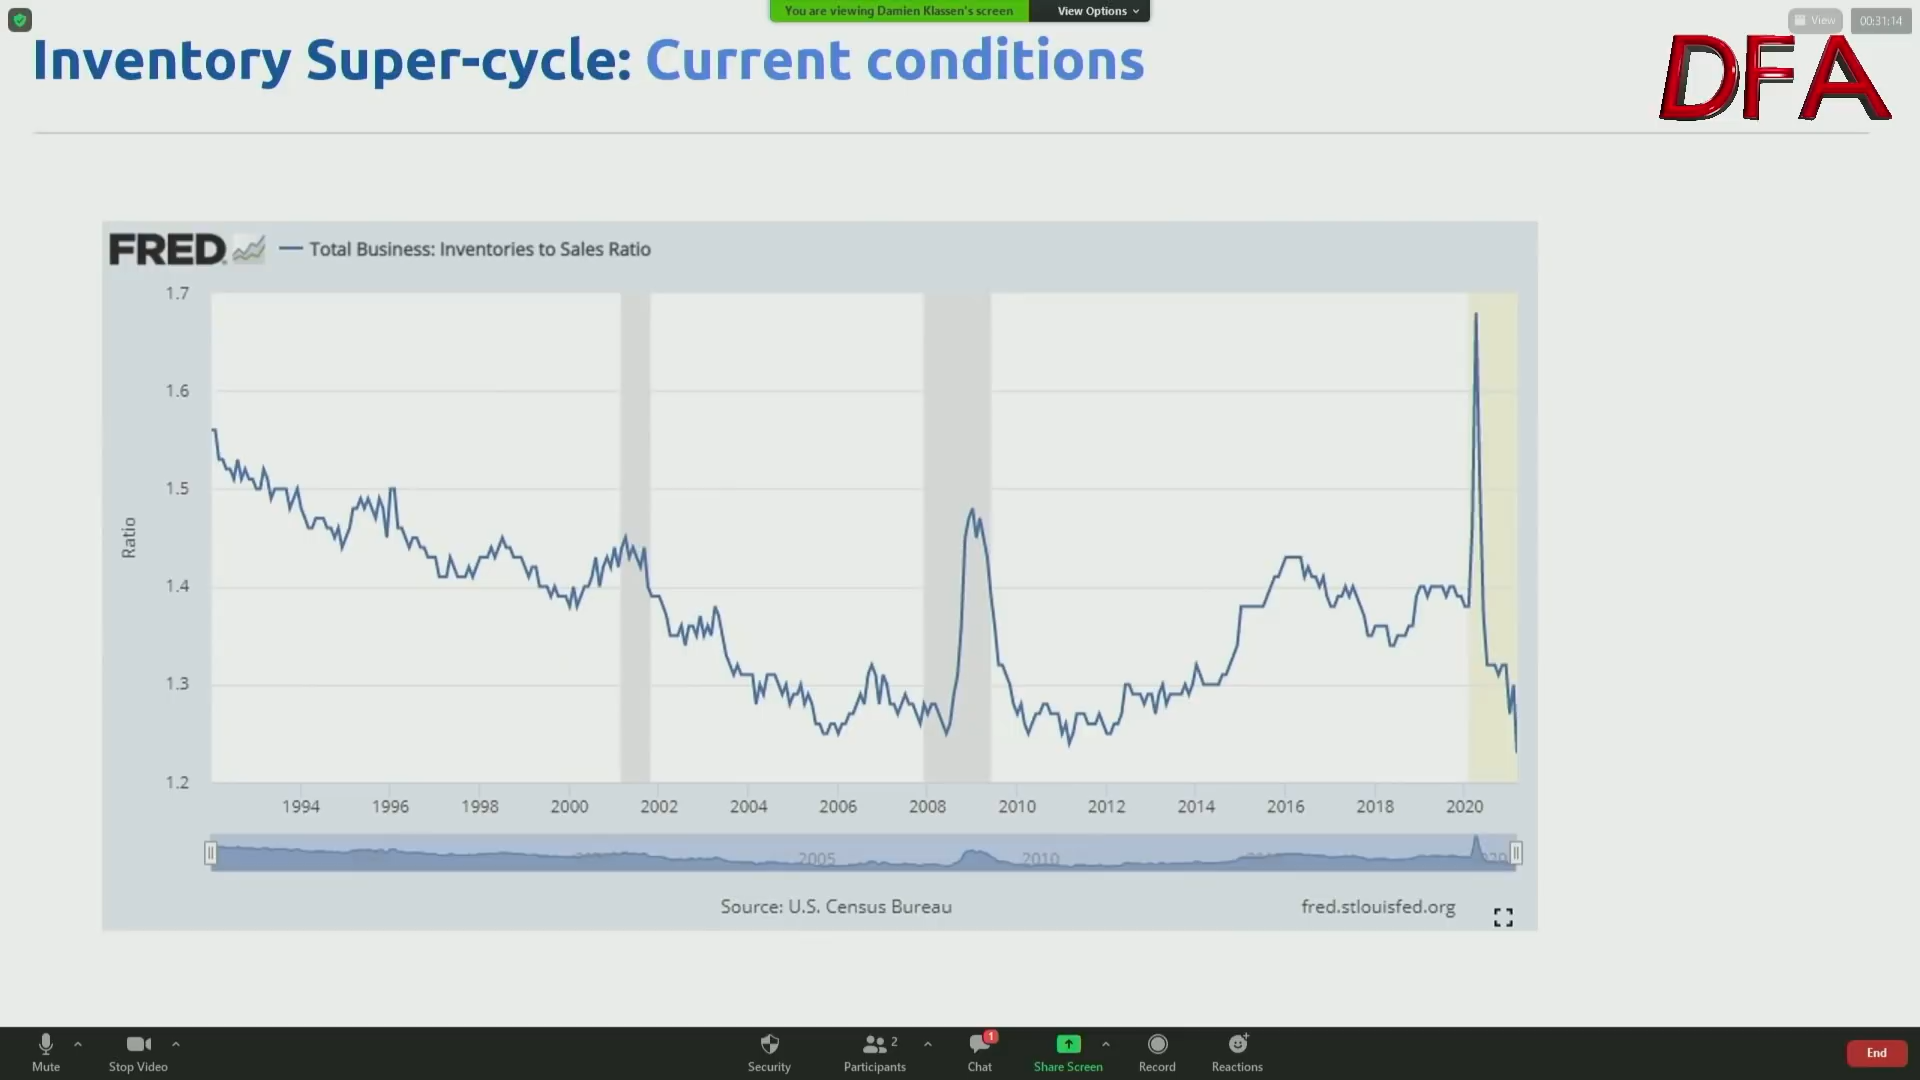 You are viewing Damien Klassen's screen
View Options
View
00:31:14
Inventory Super-cycle: Current conditions
DFA
FRED
Total Business: Inventories to Sales Ratio
1.7
1.6
1.5
1.4
1.3
1.2
Ratio
1994 1996 1998 2000 2002 2004 2006 2008 2010 2012 2014 2016 2018 2020
2005 2010
Source: U.S. Census Bureau
fred.stlouisfed.org
2
1
Mute
Stop Video
Security
Participants
Chat
Share Screen
Record
Reactions
End